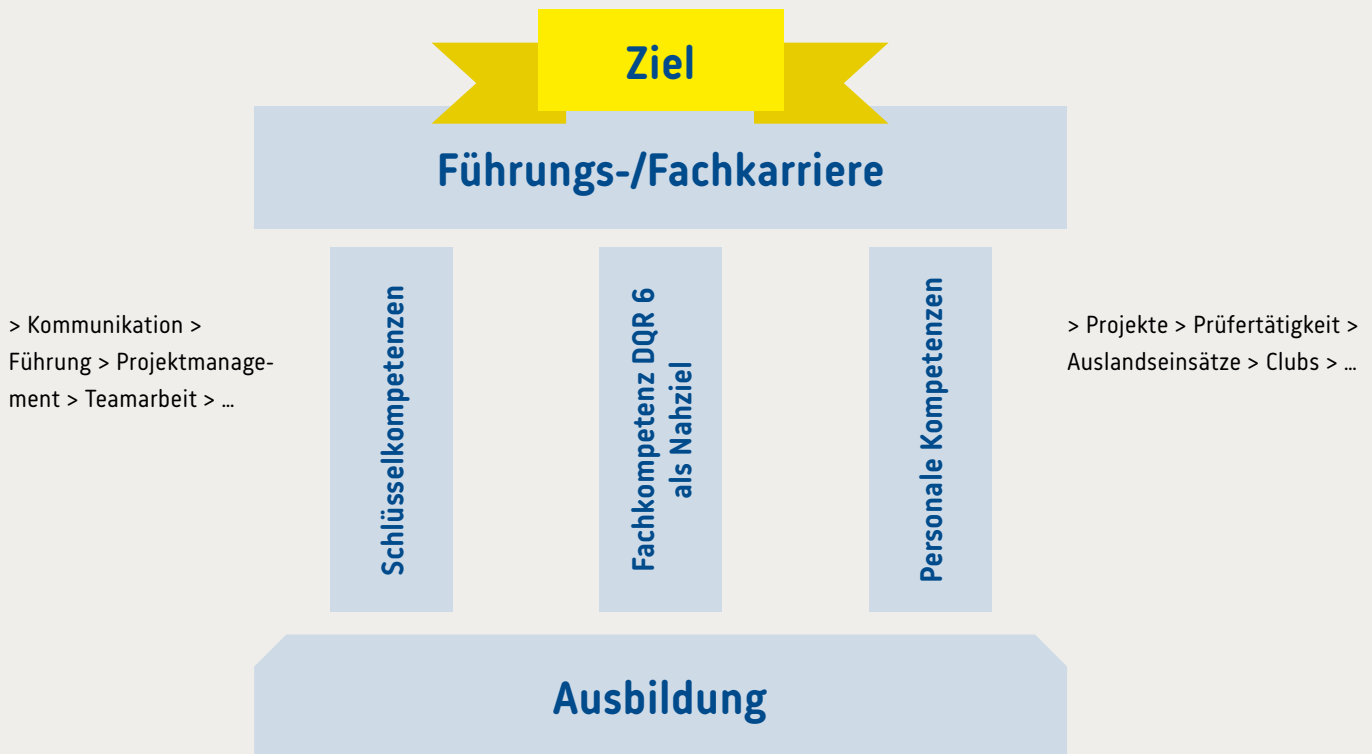 Ziel
Führungs-/Fachkarriere
> Kommunikation >
Führung > Projektmanage-
ment > Teamarbeit > …
Schlüsselkompetenzen
Fachkompetenz DQR 6
als Nahziel
Personale Kompetenzen
> Projekte > Prüfertätigkeit >
Auslandseinsätze > Clubs > …
Ausbildung